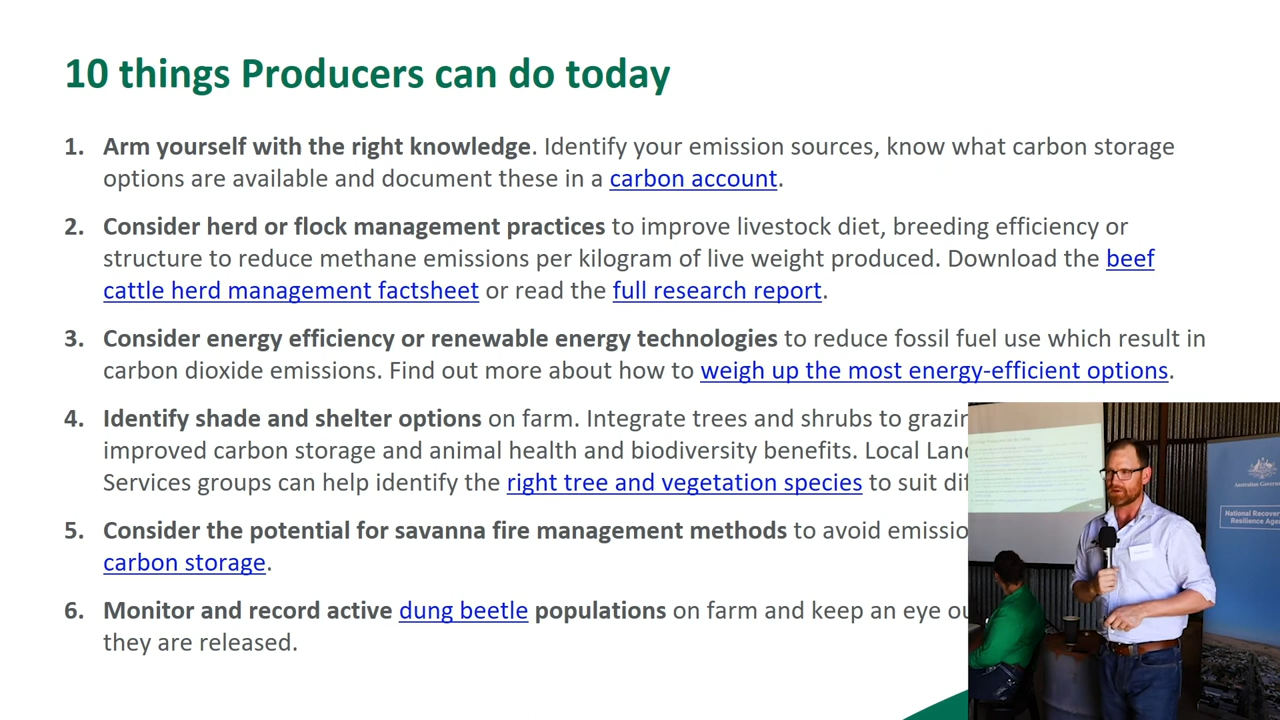 10 things Producers can do today
1. Arm yourself with the right knowledge. Identify your emission sources, know what carbon storage
options are available and document these in a carbon account.
2. Consider herd or flock management practices to improve livestock diet, breeding efficiency or
structure to reduce methane emissions per kilogram of live weight produced. Download the beef
cattle herd management factsheet or read the full research report.
3. Consider energy efficiency or renewable energy technologies to reduce fossil fuel use which result in
carbon dioxide emissions. Find out more about how to weigh up the most energy-efficient options.
4. Identify shade and shelter options on farm. Integrate trees and shrubs to
improved carbon storage and animal health and biodiversity benefits. Local
Services groups can help identify the right tree and vegetation species to suit
5. Consider the potential for savanna fire management methods to avoid
carbon storage.
6. Monitor and record active dung beetle populations on farm and keep an eye
they are released.
Australian
National
Resilience